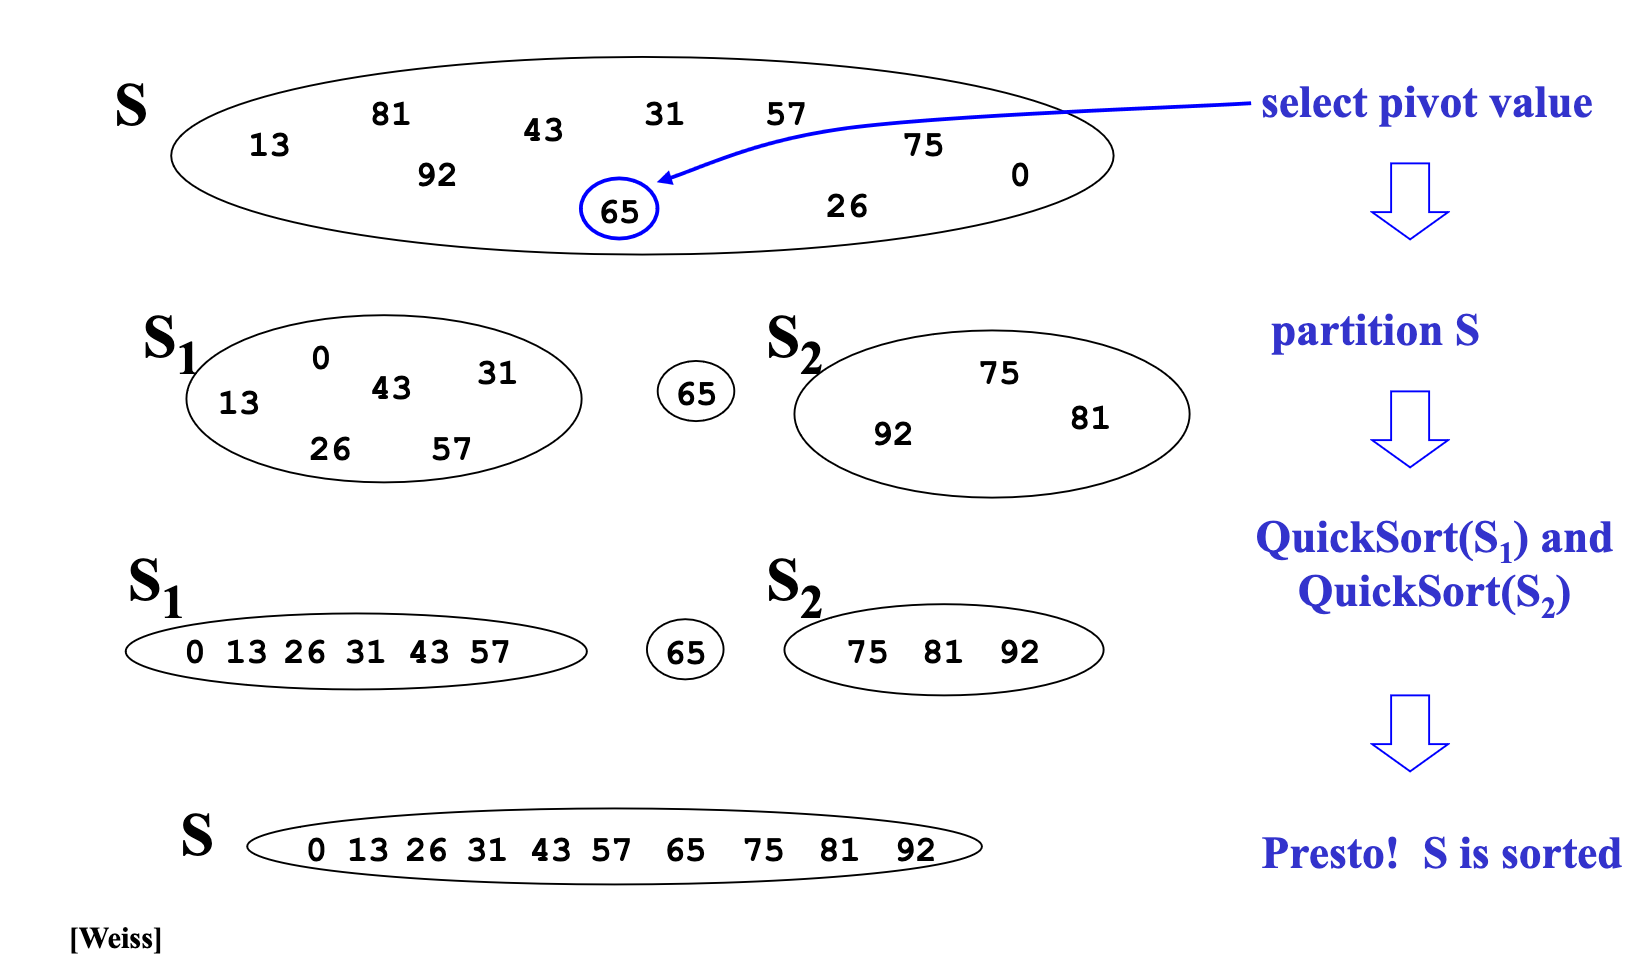 S
81
31
57
select pivot value
13
43
75
92
0
65
26
S1
S2
partition S
0
31
75
13
43
65
81
92
26
57
QuickSort(S1) and
QuickSort(S2)
S1
S2
0 13 26 31 43 57
65
75 81 92
S
0 13 26 31 43 57 65 75 81 92
Presto! S is sorted
[Weiss]